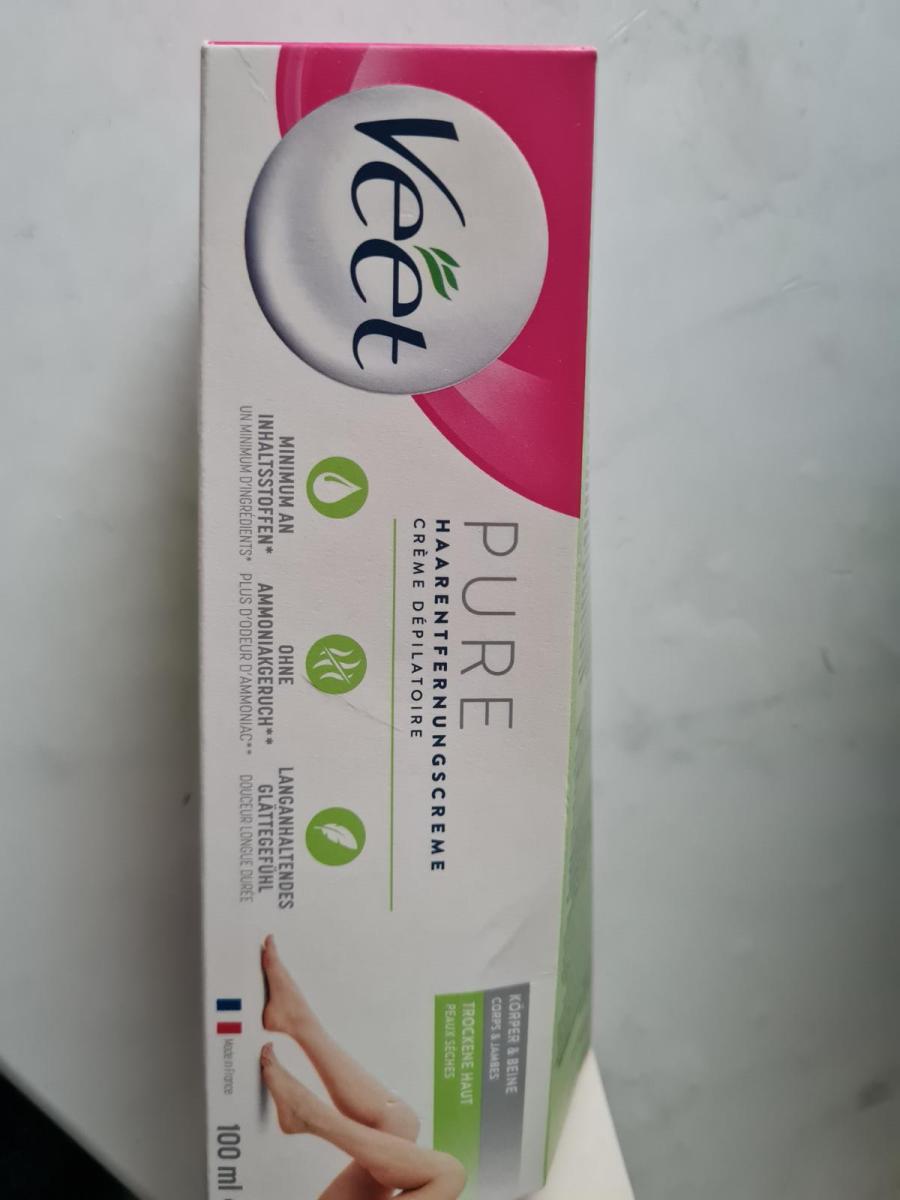 Veet
PURE
HAARENTFERNUNGSCREME
CRÈME DÉPILATOIRE
MINIMUM AN
INHALTSSTOFFEN*
UN MINIMUM D'INGRÉDIENTS*
OHNE
AMMONIAKGERUCH**
PLUS D'ODEUR D'AMMONIAC**
LANGANHALTENDES
GLÄTTEGEFÜHL
DOUCEUR LONGUE DURÉE
KÖRPER & BEINE
CORPS & JAMBES
TROCKENE HAUT
PEAUX SÈCHES
Made in France
100 ml